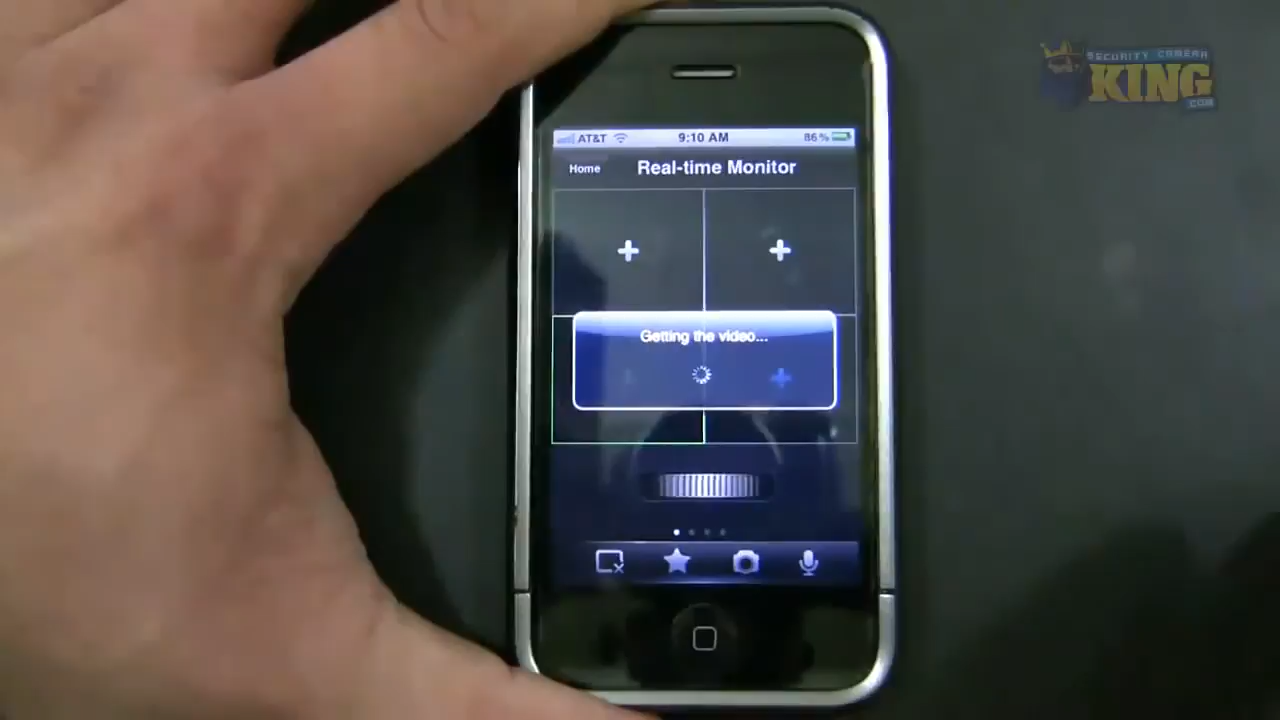 SECURITY CAMERA
KING
COM
AT&T
9:10 AM
86%
Home
Real-time Monitor
Getting the video...